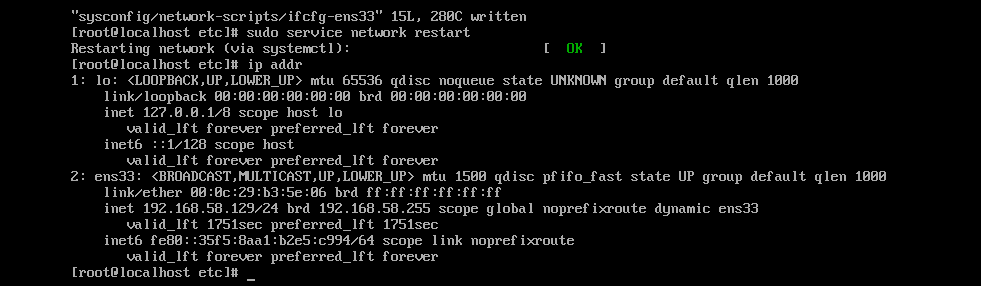 "sysconfig/network-scripts/ifcfg-ens33" 15L, 280C written
[root@localhost etc]# sudo service network restart
Restarting network (via systemctl):                        [  OK  ]
[root@localhost etc]# ip addr
1: lo: <LOOPBACK,UP,LOWER_UP> mtu 65536 qdisc noqueue state UNKNOWN group default qlen 1000
    link/loopback 00:00:00:00:00:00 brd 00:00:00:00:00:00
    inet 127.0.0.1/8 scope host lo
       valid_lft forever preferred_lft forever
    inet6 ::1/128 scope host
       valid_lft forever preferred_lft forever
2: ens33: <BROADCAST,MULTICAST,UP,LOWER_UP> mtu 1500 qdisc pfifo_fast state UP group default qlen 1000
    link/ether 00:0c:29:b3:5e:06 brd ff:ff:ff:ff:ff:ff
    inet 192.168.58.129/24 brd 192.168.58.255 scope global noprefixroute dynamic ens33
       valid_lft 1751sec preferred_lft 1751sec
    inet6 fe80::35f5:8aa1:b2e5:c994/64 scope link noprefixroute
       valid_lft forever preferred_lft forever
[root@localhost etc]# _